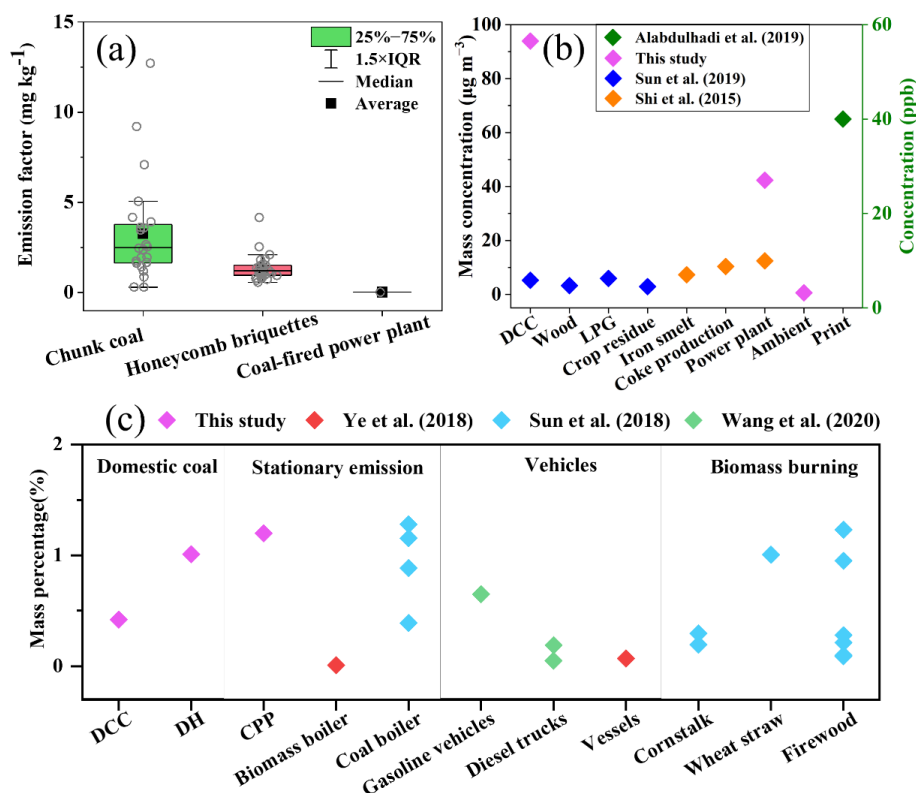 (a)
Emission factor (mg kg⁻¹)
15
10
5
0
25%−75%
1.5×IQR
Median
Average
Chunk coal
Honeycomb briquettes
Coal-fired power plant
(b)
Mass concentration (μg m⁻³)
100
80
60
40
20
0
Alabdulhadi et al. (2019)
This study
Sun et al. (2019)
Shi et al. (2015)
60
40
20
0
Concentration (ppb)
DCC
Wood
LPG
Crop residue
Iron smelt
Coke production
Power plant
Ambient
Print
(c)
This study
Ye et al. (2018)
Sun et al. (2018)
Wang et al. (2020)
Mass percentage(%)
2
1
0
Domestic coal
Stationary emission
Vehicles
Biomass burning
DCC
DH
CPP
Biomass boiler
Coal boiler
Gasoline vehicles
Diesel trucks
Vessels
Cornstalk
Wheat straw
Firewood